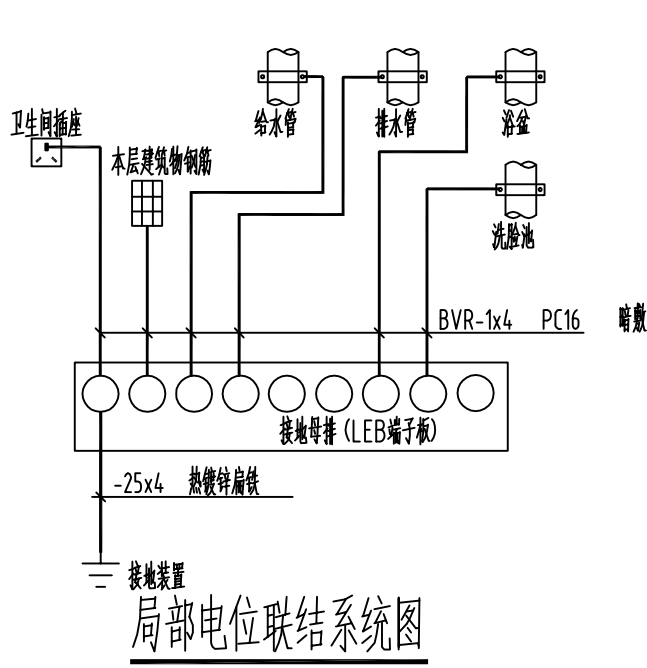 给水管
排水管
浴盆
卫生间插座
本层建筑物钢筋
洗脸池
BVR-1x4 PC16 暗敷
接地母排(LEB端子板)
-25x4 热镀锌扁铁
接地装置
局部电位联结系统图